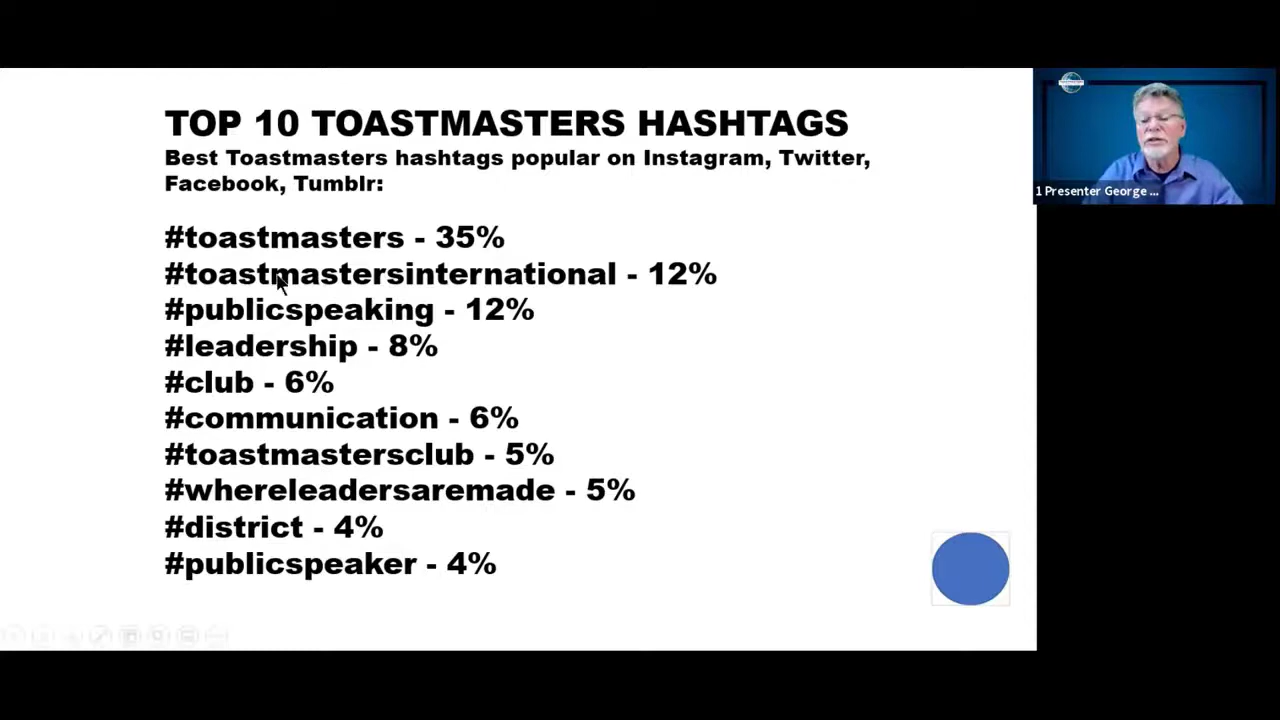 TOP 10 TOASTMASTERS HASHTAGS
Best Toastmasters hashtags popular on Instagram, Twitter,
Facebook, Tumblr:
#toastmasters - 35%
#toastmastersinternational - 12%
#publicspeaking - 12%
#leadership - 8%
#club - 6%
#communication - 6%
#toastmastersclub - 5%
#whereleadersaremade - 5%
#district - 4%
#publicspeaker - 4%
1 Presenter George ...